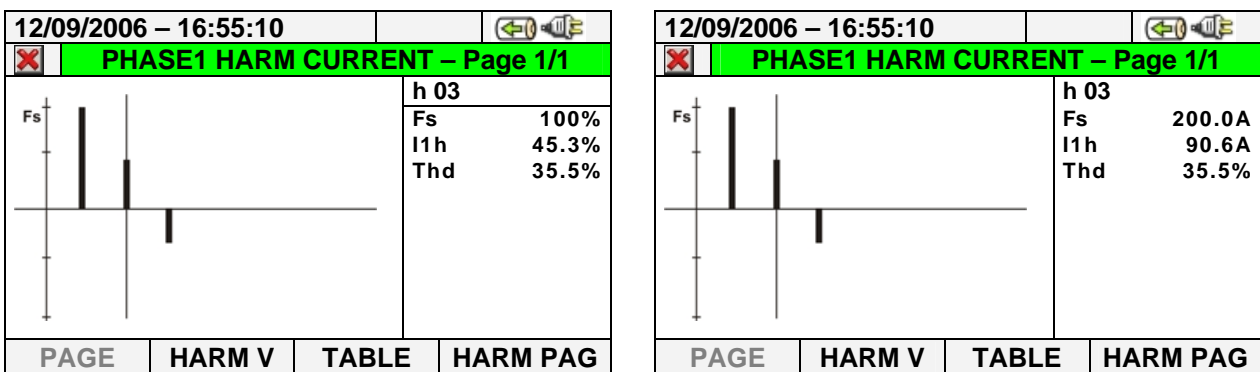 12/09/2006 – 16:55:10
PHASE1 HARM CURRENT – Page 1/1
Fs
h 03
Fs 100%
I1h 45.3%
Thd 35.5%
PAGE HARM V TABLE HARM PAG
12/09/2006 – 16:55:10
PHASE1 HARM CURRENT – Page 1/1
Fs
h 03
Fs 200.0A
I1h 90.6A
Thd 35.5%
PAGE HARM V TABLE HARM PAG